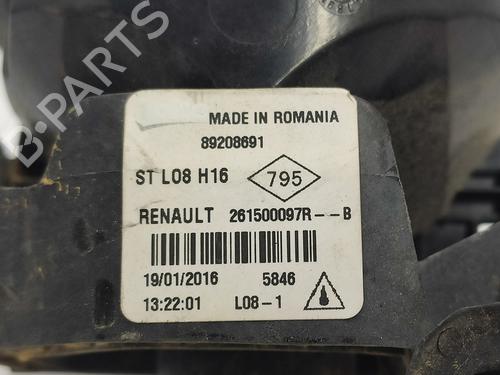 B-PARTS
MADE IN ROMANIA
89208691
ST L08 H16 795
RENAULT 261500097R--B
19/01/2016 5846
13:22:01 L08-1